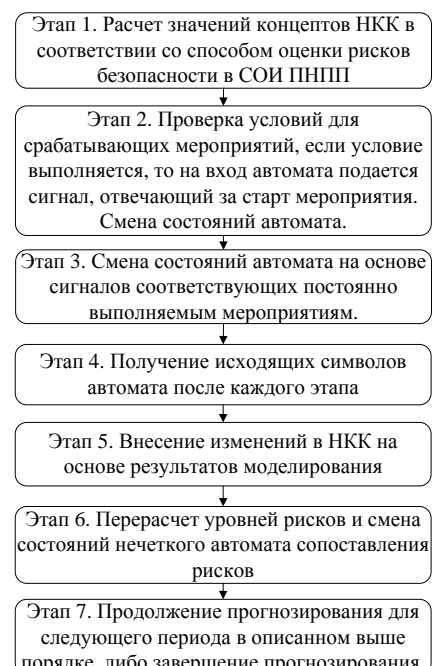 Этап 1. Расчет значений концептов НКК в
соответствии со способом оценки рисков
безопасности в СОИ ПНПП
Этап 2. Проверка условий для
срабатывающих мероприятий, если условие
выполняется, то на вход автомата подается
сигнал, отвечающий за старт мероприятия.
Смена состояний автомата.
Этап 3. Смена состояний автомата на основе
сигналов соответствующих постоянно
выполняемым мероприятиям.
Этап 4. Получение исходящих символов
автомата после каждого этапа
Этап 5. Внесение изменений в НКК на
основе результатов моделирования
Этап 6. Перерасчет уровней рисков и смена
состояний нечеткого автомата сопоставления
рисков
Этап 7. Продолжение прогнозирования для
следующего периода в описанном выше
порядке, либо завершение прогнозирования.